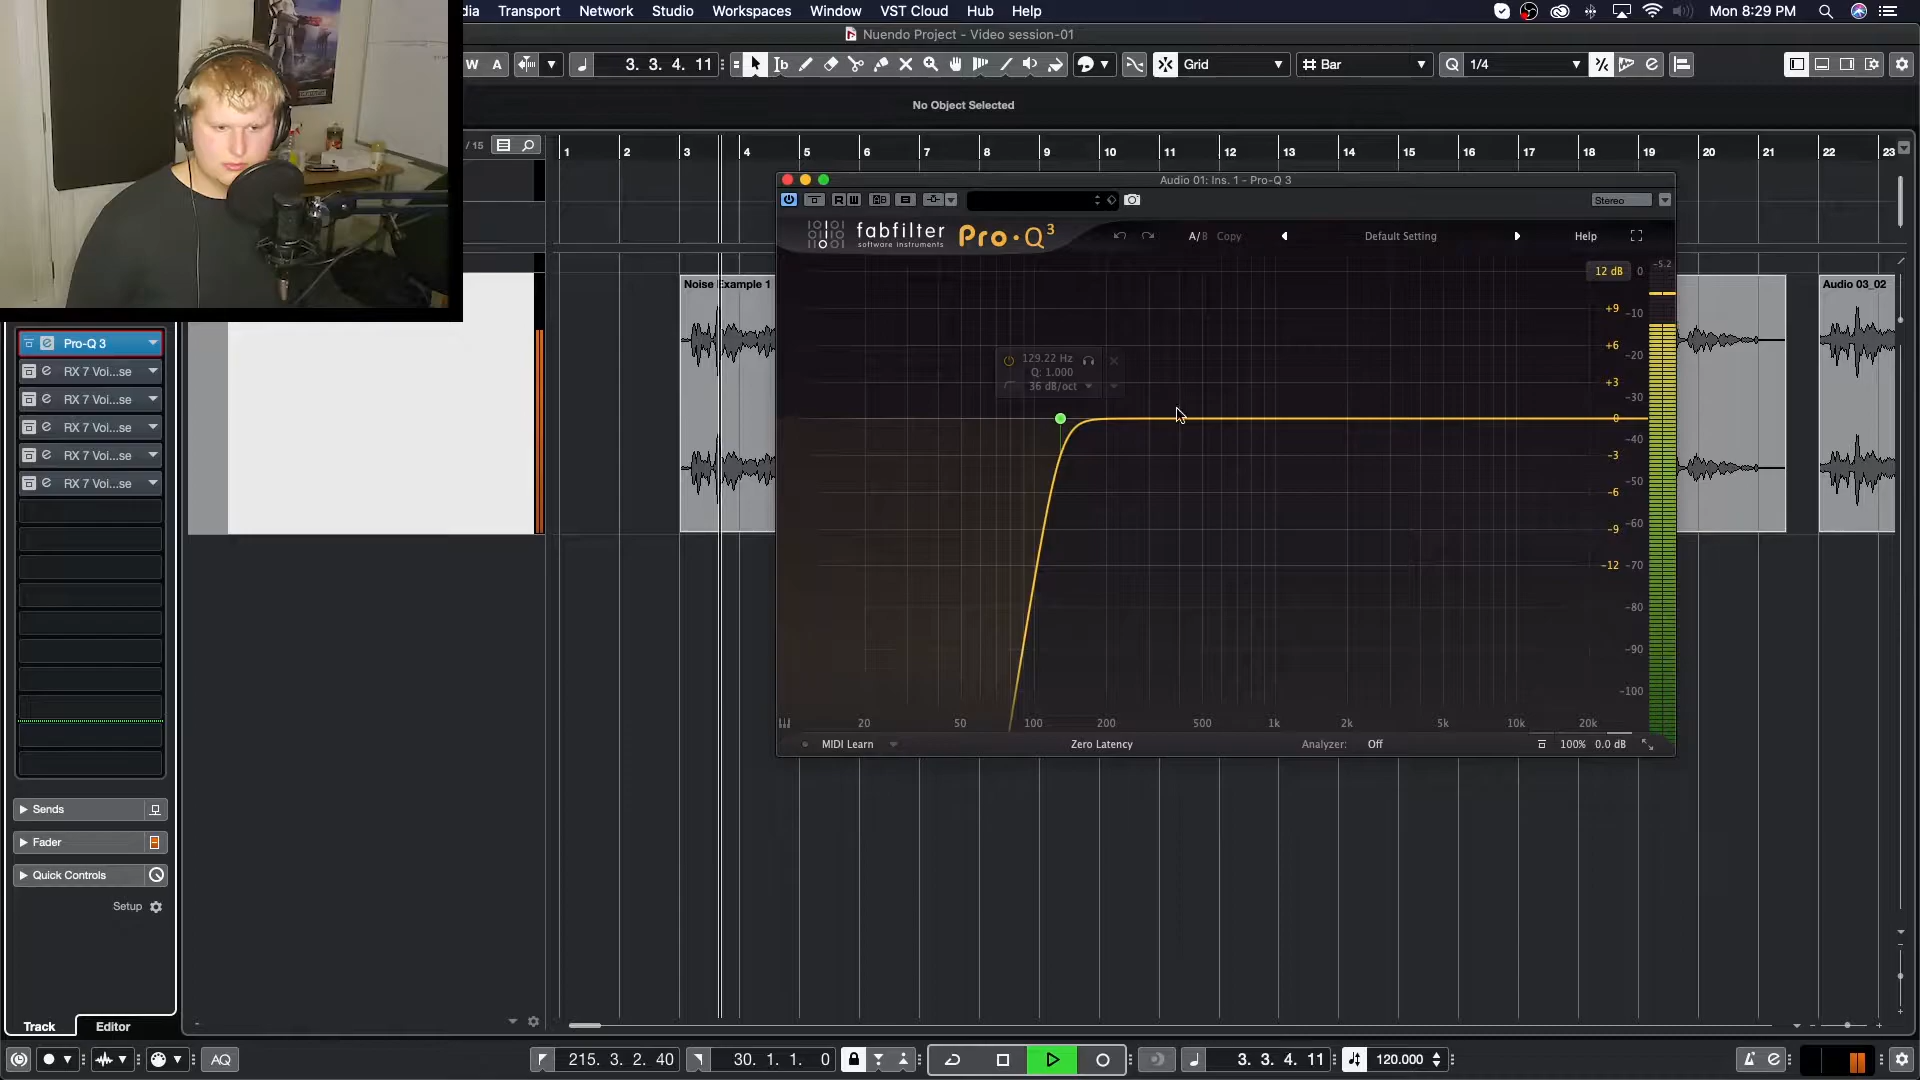 dia Transport Network Studio Workspaces Window VST Cloud Hub Help
Mon 8:29 PM
Nuendo Project - Video session-01
W A
3. 3. 4. 11
Grid
Bar
Q 1/4
No Object Selected
/ 15
1 2 3 4 5 6 7 8 9 10 11 12 13 14 15 16 17 18 19 20 21 22 23
Audio 01: Ins. 1 - Pro-Q 3
R W
Stereo
fabfilter
software instruments
Pro·Q3
A/B Copy
Default Setting
Help
Noise Example 1
Audio 03_02
12 dB 0 -5.2
+9 -10
+6 -20
+3 -30
0 -40
-3 -50
-6 -60
-9 -70
-12 -80
-90
-100
129.22 Hz
Q: 1.000
36 dB/oct
Pro-Q 3
RX 7 Voi...se
RX 7 Voi...se
RX 7 Voi...se
RX 7 Voi...se
RX 7 Voi...se
20 50 100 200 500 1k 2k 5k 10k 20k
MIDI Learn
Zero Latency
Analyzer: Off
100% 0.0 dB
Sends
Fader
Quick Controls
Setup
Track Editor
AQ
215. 3. 2. 40
30. 1. 1. 0
3. 3. 4. 11
120.000